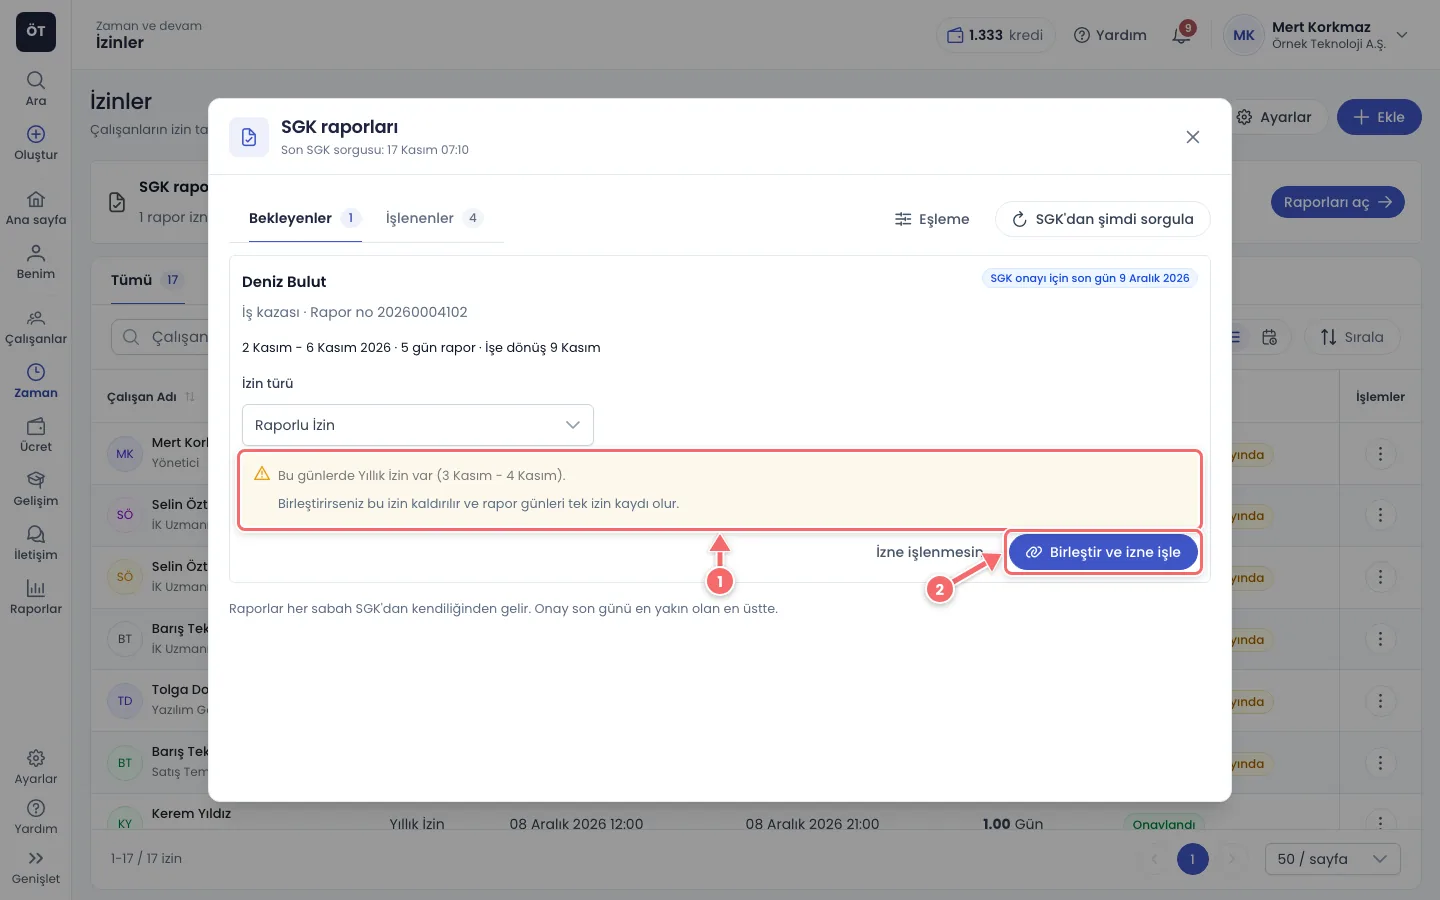 ÖT
Zaman ve devam
İzinler
1.333 kredi
Yardım
9
MK
Mert Korkmaz
Örnek Teknoloji A.Ş.
Ara
Oluştur
Ana sayfa
Benim
Çalışanlar
Zaman
Ücret
Gelişim
İletişim
Raporlar
Ayarlar
Yardım
Genişlet
İzinler
Çalışanların izin ta
Ayarlar
Ekle
SGK rapo
1 rapor izn
Raporları aç
Tümü 17
Çalışan
Sırala
Çalışan Adı
İşlemler
MK
Mert Kor
Yönetici
yında
SÖ
Selin Özt
İK Uzman
yında
SÖ
Selin Özt
İK Uzman
yında
BT
Barış Tek
İK Uzman
yında
TD
Tolga Do
Yazılım Ge
yında
BT
Barış Tek
Satış Tem
yında
KY
Kerem Yıldız
Yıllık İzin
08 Aralık 2026 12:00
08 Aralık 2026 21:00
1.00 Gün
Onaylandı
1-17 / 17 izin
1
50 / sayfa
SGK raporları
Son SGK sorgusu: 17 Kasım 07:10
Bekleyenler 1
İşlenenler 4
Eşleme
SGK'dan şimdi sorgula
Deniz Bulut
SGK onayı için son gün 9 Aralık 2026
İş kazası · Rapor no 20260004102
2 Kasım - 6 Kasım 2026 · 5 gün rapor · İşe dönüş 9 Kasım
İzin türü
Raporlu İzin
Bu günlerde Yıllık İzin var (3 Kasım - 4 Kasım).
Birleştirirseniz bu izin kaldırılır ve rapor günleri tek izin kaydı olur.
İzne işlenmesin
Birleştir ve izne işle
1
2
Raporlar her sabah SGK'dan kendiliğinden gelir. Onay son günü en yakın olan en üstte.